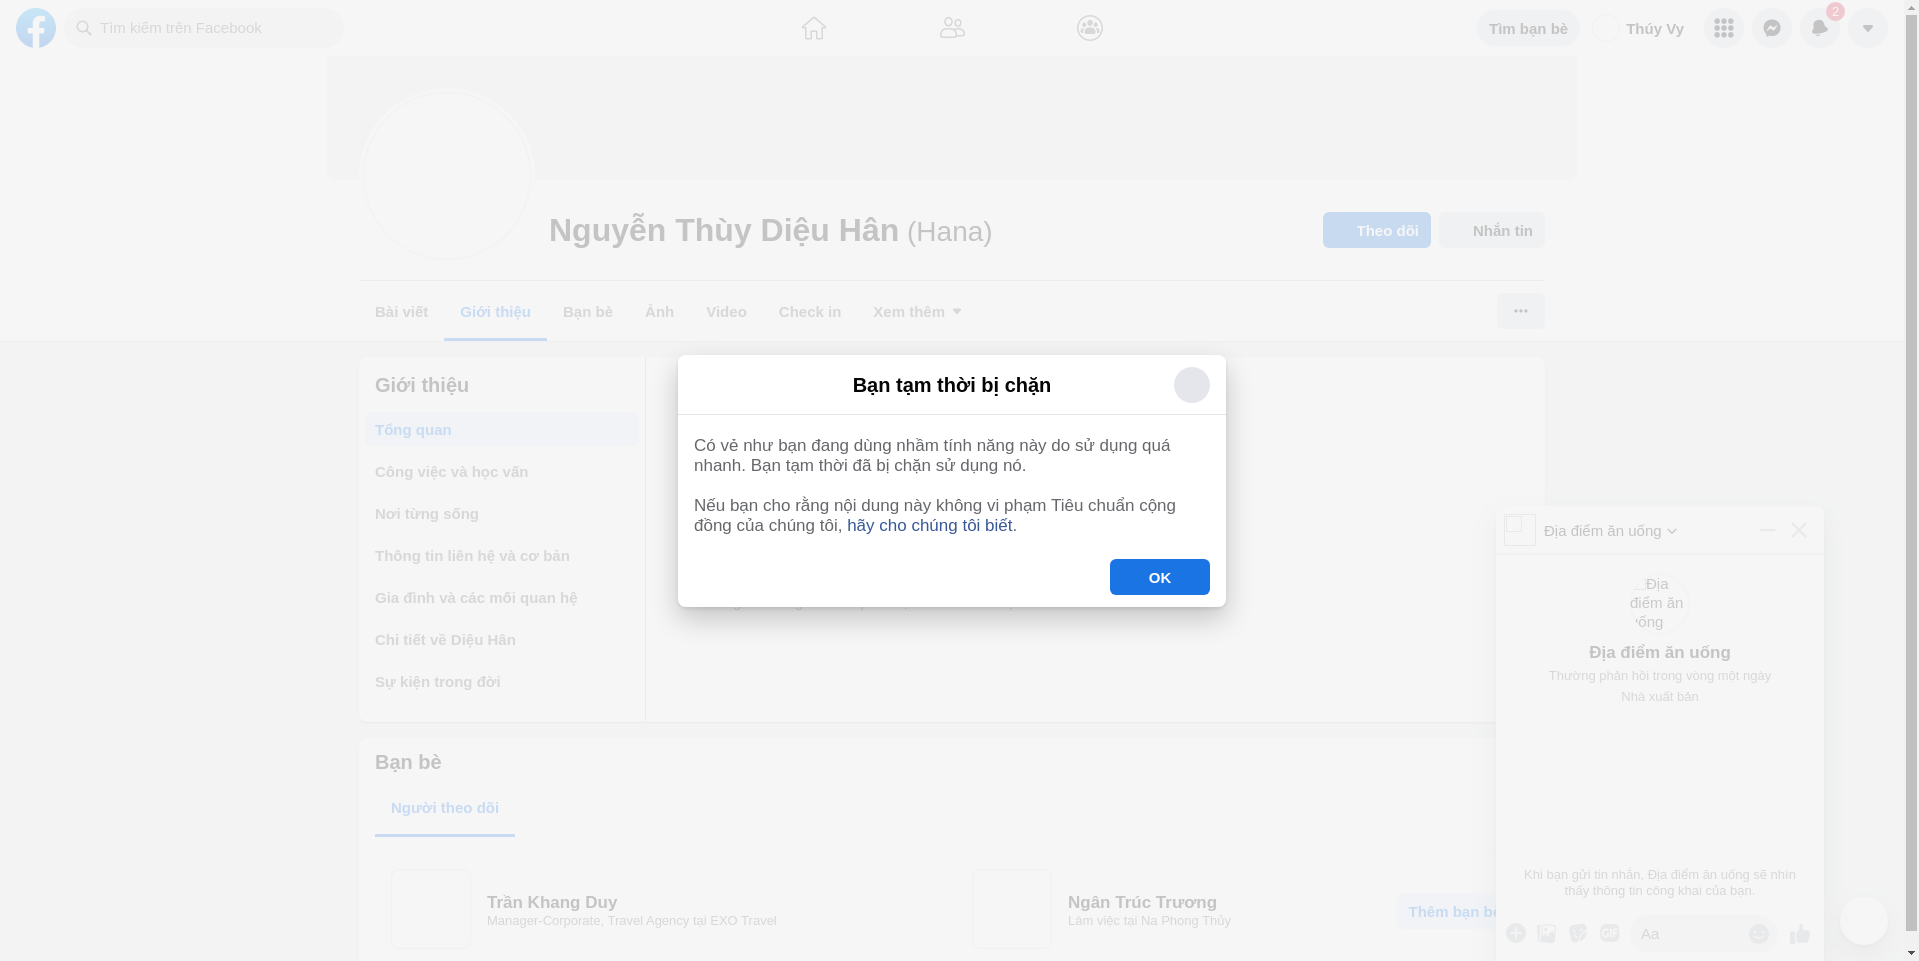 Tìm kiếm trên Facebook
Tìm bạn bè
Thúy Vy
2
Nguyễn Thùy Diệu Hân (Hana)
Theo dõi
Nhắn tin
Bài viết
Giới thiệu
Bạn bè
Ảnh
Video
Check in
Xem thêm
Giới thiệu
Tổng quan
Công việc và học vấn
Nơi từng sống
Thông tin liên hệ và cơ bản
Gia đình và các mối quan hệ
Chi tiết về Diệu Hân
Sự kiện trong đời
Bạn tạm thời bị chặn
Có vẻ như bạn đang dùng nhầm tính năng này do sử dụng quá
nhanh. Bạn tạm thời đã bị chặn sử dụng nó.
Nếu bạn cho rằng nội dung này không vi phạm Tiêu chuẩn cộng
đồng của chúng tôi, hãy cho chúng tôi biết.
OK
Bạn bè
Người theo dõi
Trần Khang Duy
Manager-Corporate, Travel Agency tại EXO Travel
Ngân Trúc Trương
Làm việc tại Na Phong Thủy
Thêm bạn bè
Địa điểm ăn uống
Địa
điểm ăn
uống
Địa điểm ăn uống
Thường phản hồi trong vòng một ngày
Nhà xuất bản
Khi bạn gửi tin nhắn, Địa điểm ăn uống sẽ nhìn
thấy thông tin công khai của bạn.
GIF
Aa